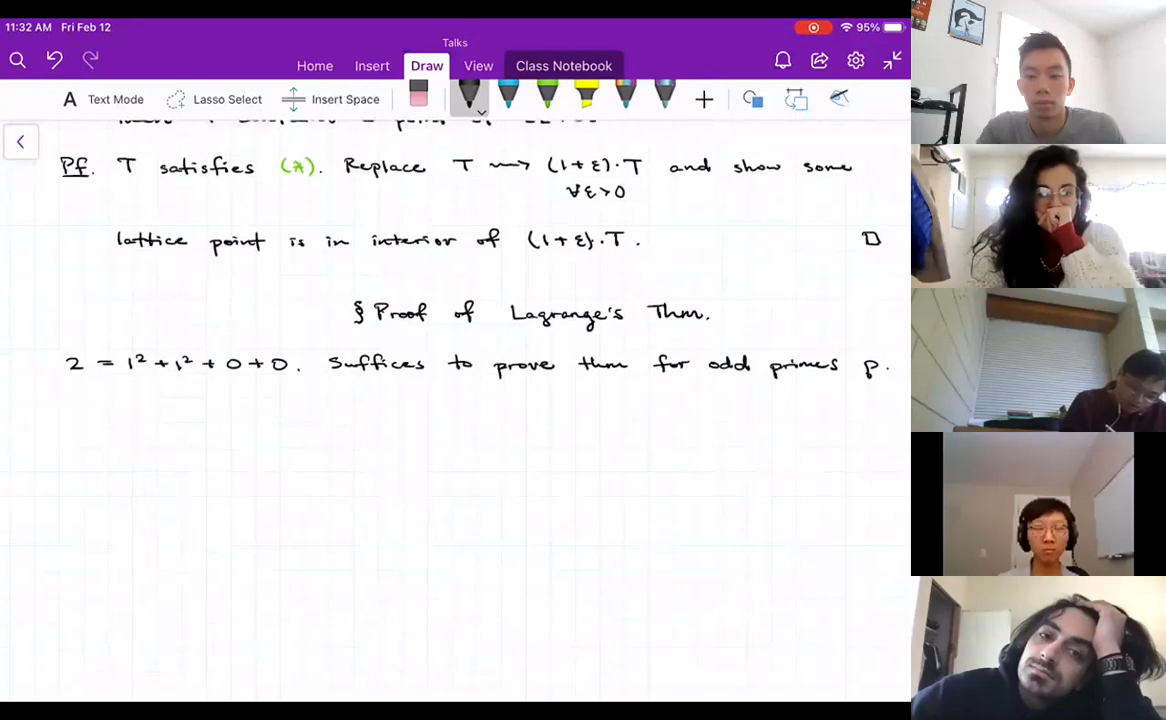 11:32 AM Fri Feb 12
95%
Talks
Home Insert Draw View Class Notebook
Text Mode Lasso Select Insert Space
Pf. T satisfies (*). Replace T ⟿ (1+ε)·T and show some
∀ε>0
lattice point is in interior of (1+ε)·T. □
§ Proof of Lagrange's Thm.
2 = 1² + 1² + 0 + 0. Suffices to prove thm for odd primes p.